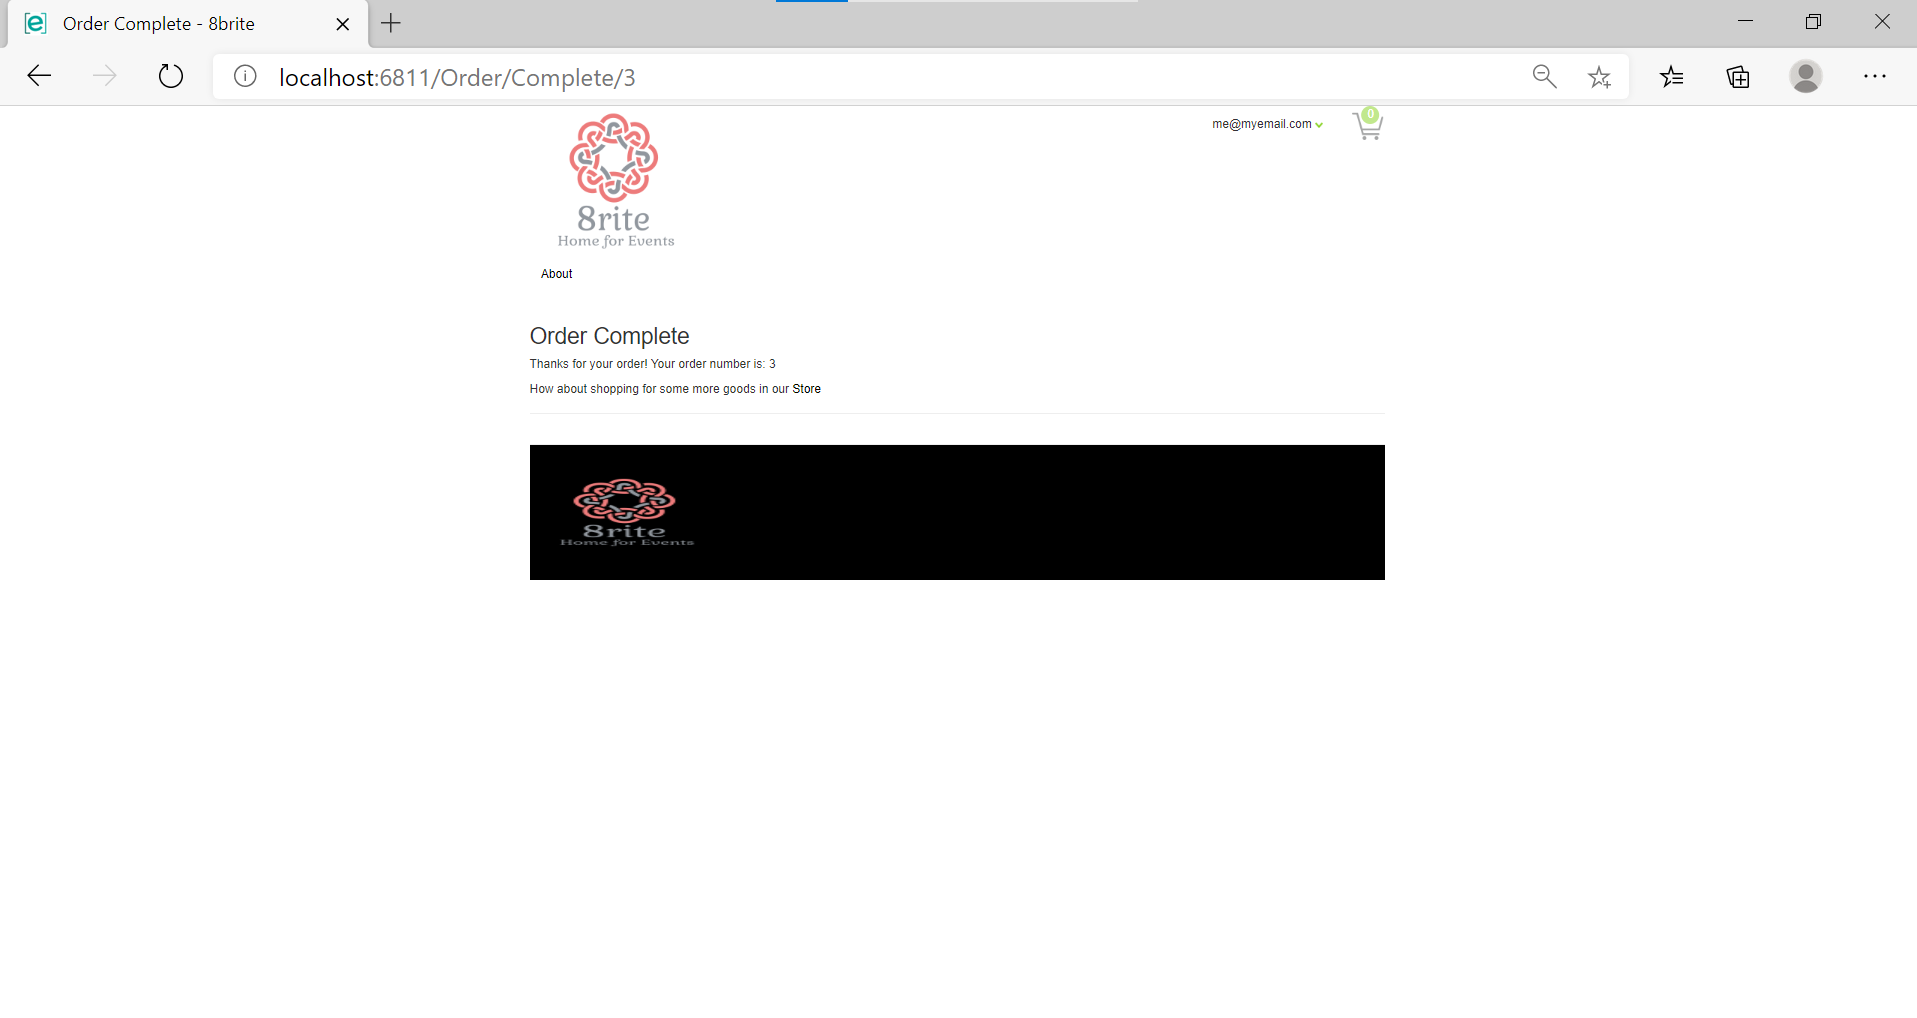 Order Complete - 8brite
localhost:6811/Order/Complete/3
me@myemail.com
0
8rite
Home for Events
About
Order Complete
Thanks for your order! Your order number is: 3
How about shopping for some more goods in our Store
8rite
Home for Events